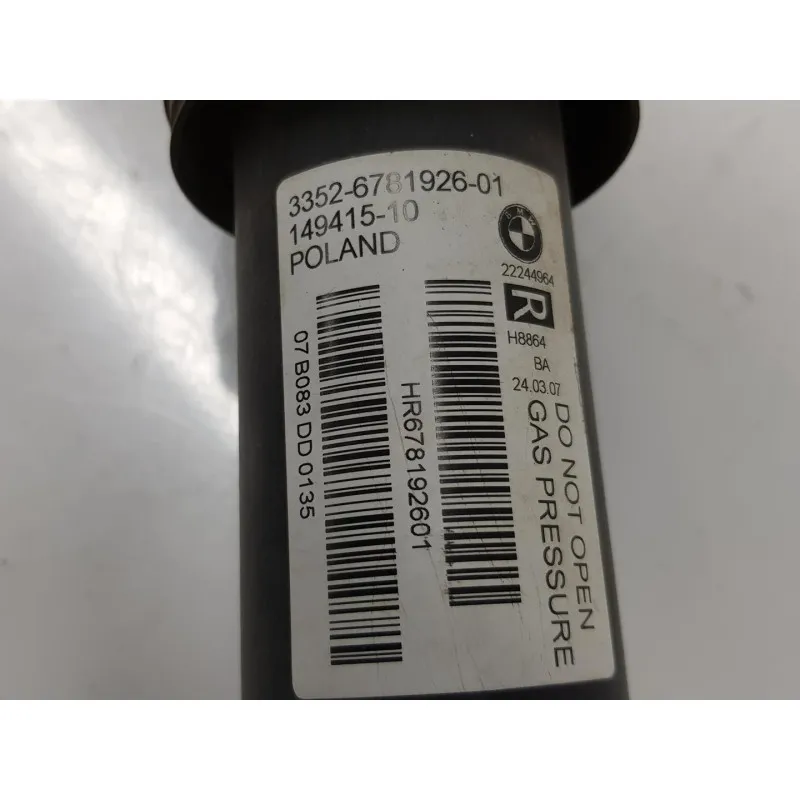 3352-6781926-01
149415-10
POLAND
BMW
22244964
R
H8864
BA
24.03.07
07 B083 DD 0135
HR678192601
DO NOT OPEN
GAS PRESSURE